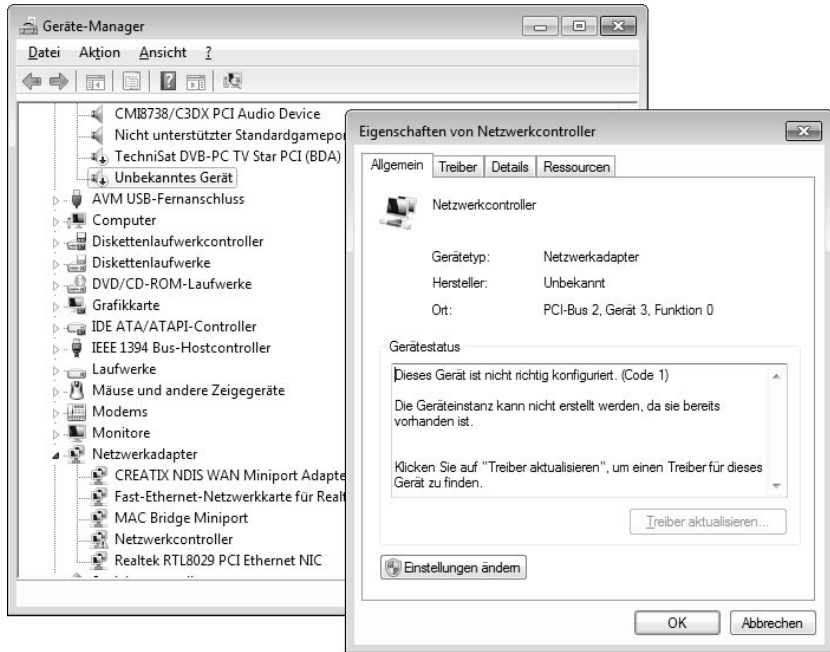 Geräte-Manager
Datei Aktion Ansicht ?
CMI8738/C3DX PCI Audio Device
Nicht unterstützter Standardgamepo
TechniSat DVB-PC TV Star PCI (BDA)
Unbekanntes Gerät
AVM USB-Fernanschluss
Computer
Diskettenlaufwerkcontroller
Diskettenlaufwerke
DVD/CD-ROM-Laufwerke
Grafikkarte
IDE ATA/ATAPI-Controller
IEEE 1394 Bus-Hostcontroller
Laufwerke
Mäuse und andere Zeigegeräte
Modems
Monitore
Netzwerkadapter
CREATIX NDIS WAN Miniport Adapte
Fast-Ethernet-Netzwerkkarte für Realt
MAC Bridge Miniport
Netzwerkcontroller
Realtek RTL8029 PCI Ethernet NIC
Eigenschaften von Netzwerkcontroller
Allgemein Treiber Details Ressourcen
Netzwerkcontroller
Gerätetyp: Netzwerkadapter
Hersteller: Unbekannt
Ort: PCI-Bus 2, Gerät 3, Funktion 0
Gerätestatus
Dieses Gerät ist nicht richtig konfiguriert. (Code 1)
Die Geräteinstanz kann nicht erstellt werden, da sie bereits
vorhanden ist.
Klicken Sie auf "Treiber aktualisieren", um einen Treiber für dieses
Gerät zu finden.
Treiber aktualisieren...
Einstellungen ändern
OK Abbrechen